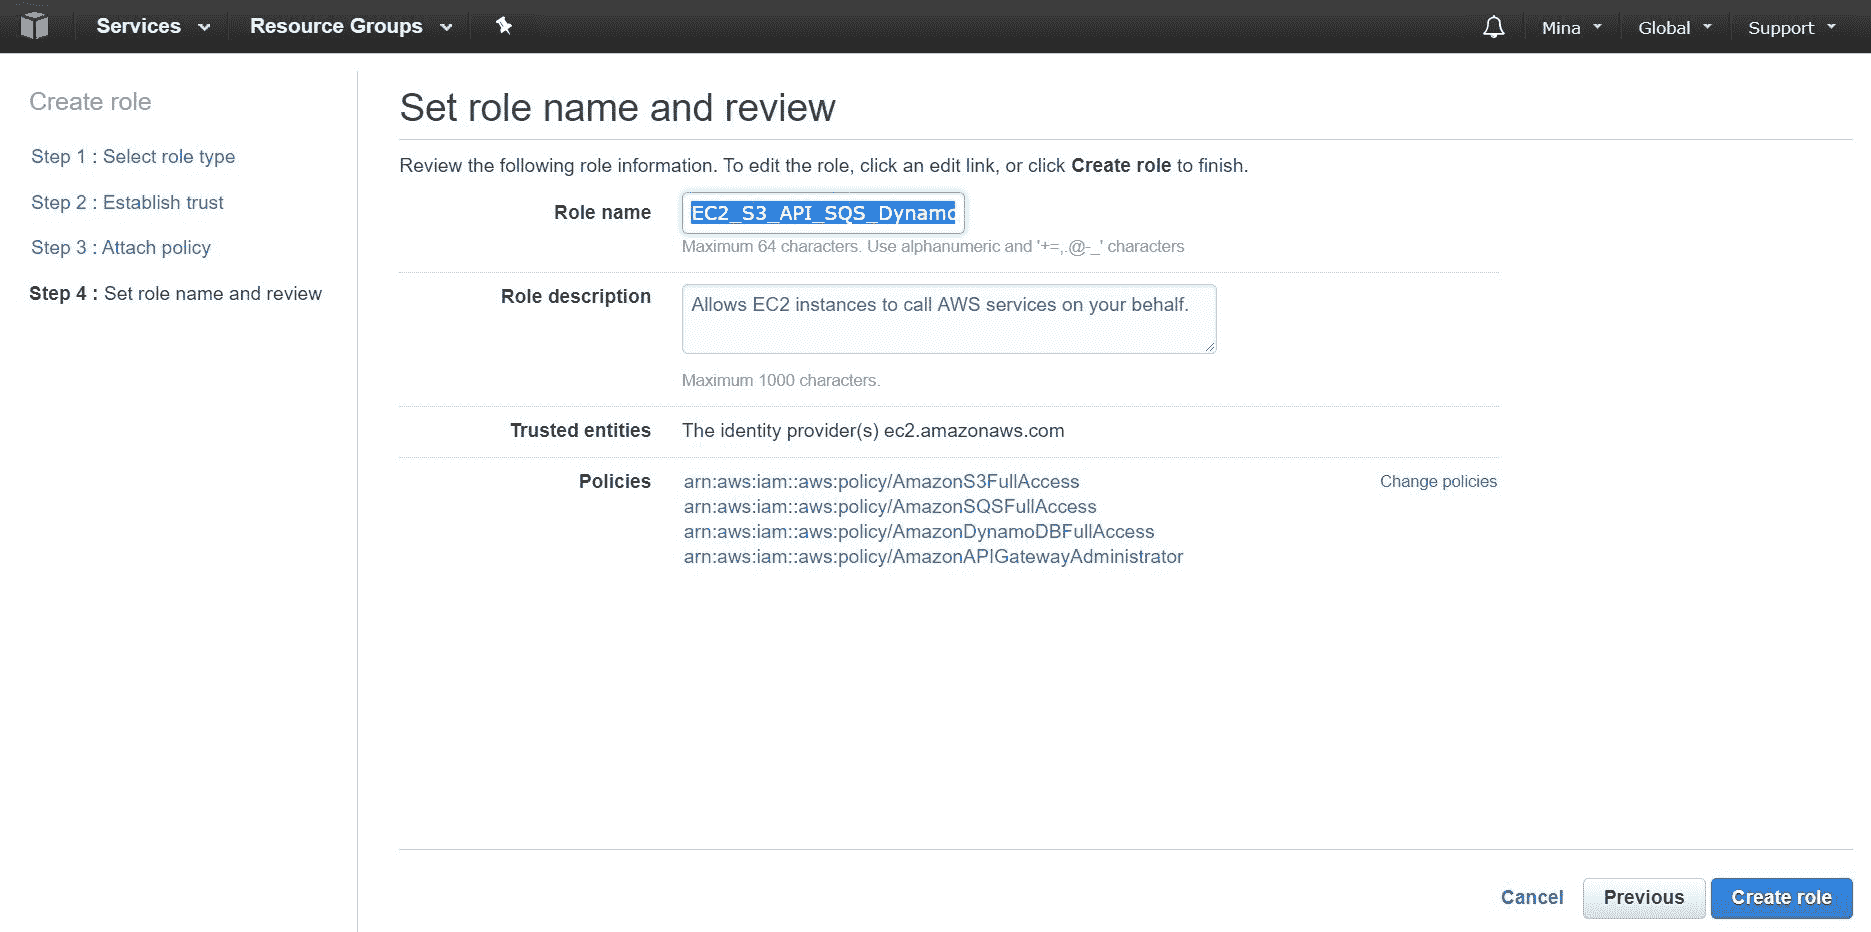 Services Resource Groups Mina Global Support
Create role
Step 1 : Select role type
Step 2 : Establish trust
Step 3 : Attach policy
Step 4 : Set role name and review
Set role name and review
Review the following role information. To edit the role, click an edit link, or click Create role to finish.
Role name EC2_S3_API_SQS_Dynamo
Maximum 64 characters. Use alphanumeric and '+=,.@-_' characters
Role description Allows EC2 instances to call AWS services on your behalf.
Maximum 1000 characters.
Trusted entities The identity provider(s) ec2.amazonaws.com
Policies arn:aws:iam::aws:policy/AmazonS3FullAccess Change policies
arn:aws:iam::aws:policy/AmazonSQSFullAccess
arn:aws:iam::aws:policy/AmazonDynamoDBFullAccess
arn:aws:iam::aws:policy/AmazonAPIGatewayAdministrator
Cancel Previous Create role